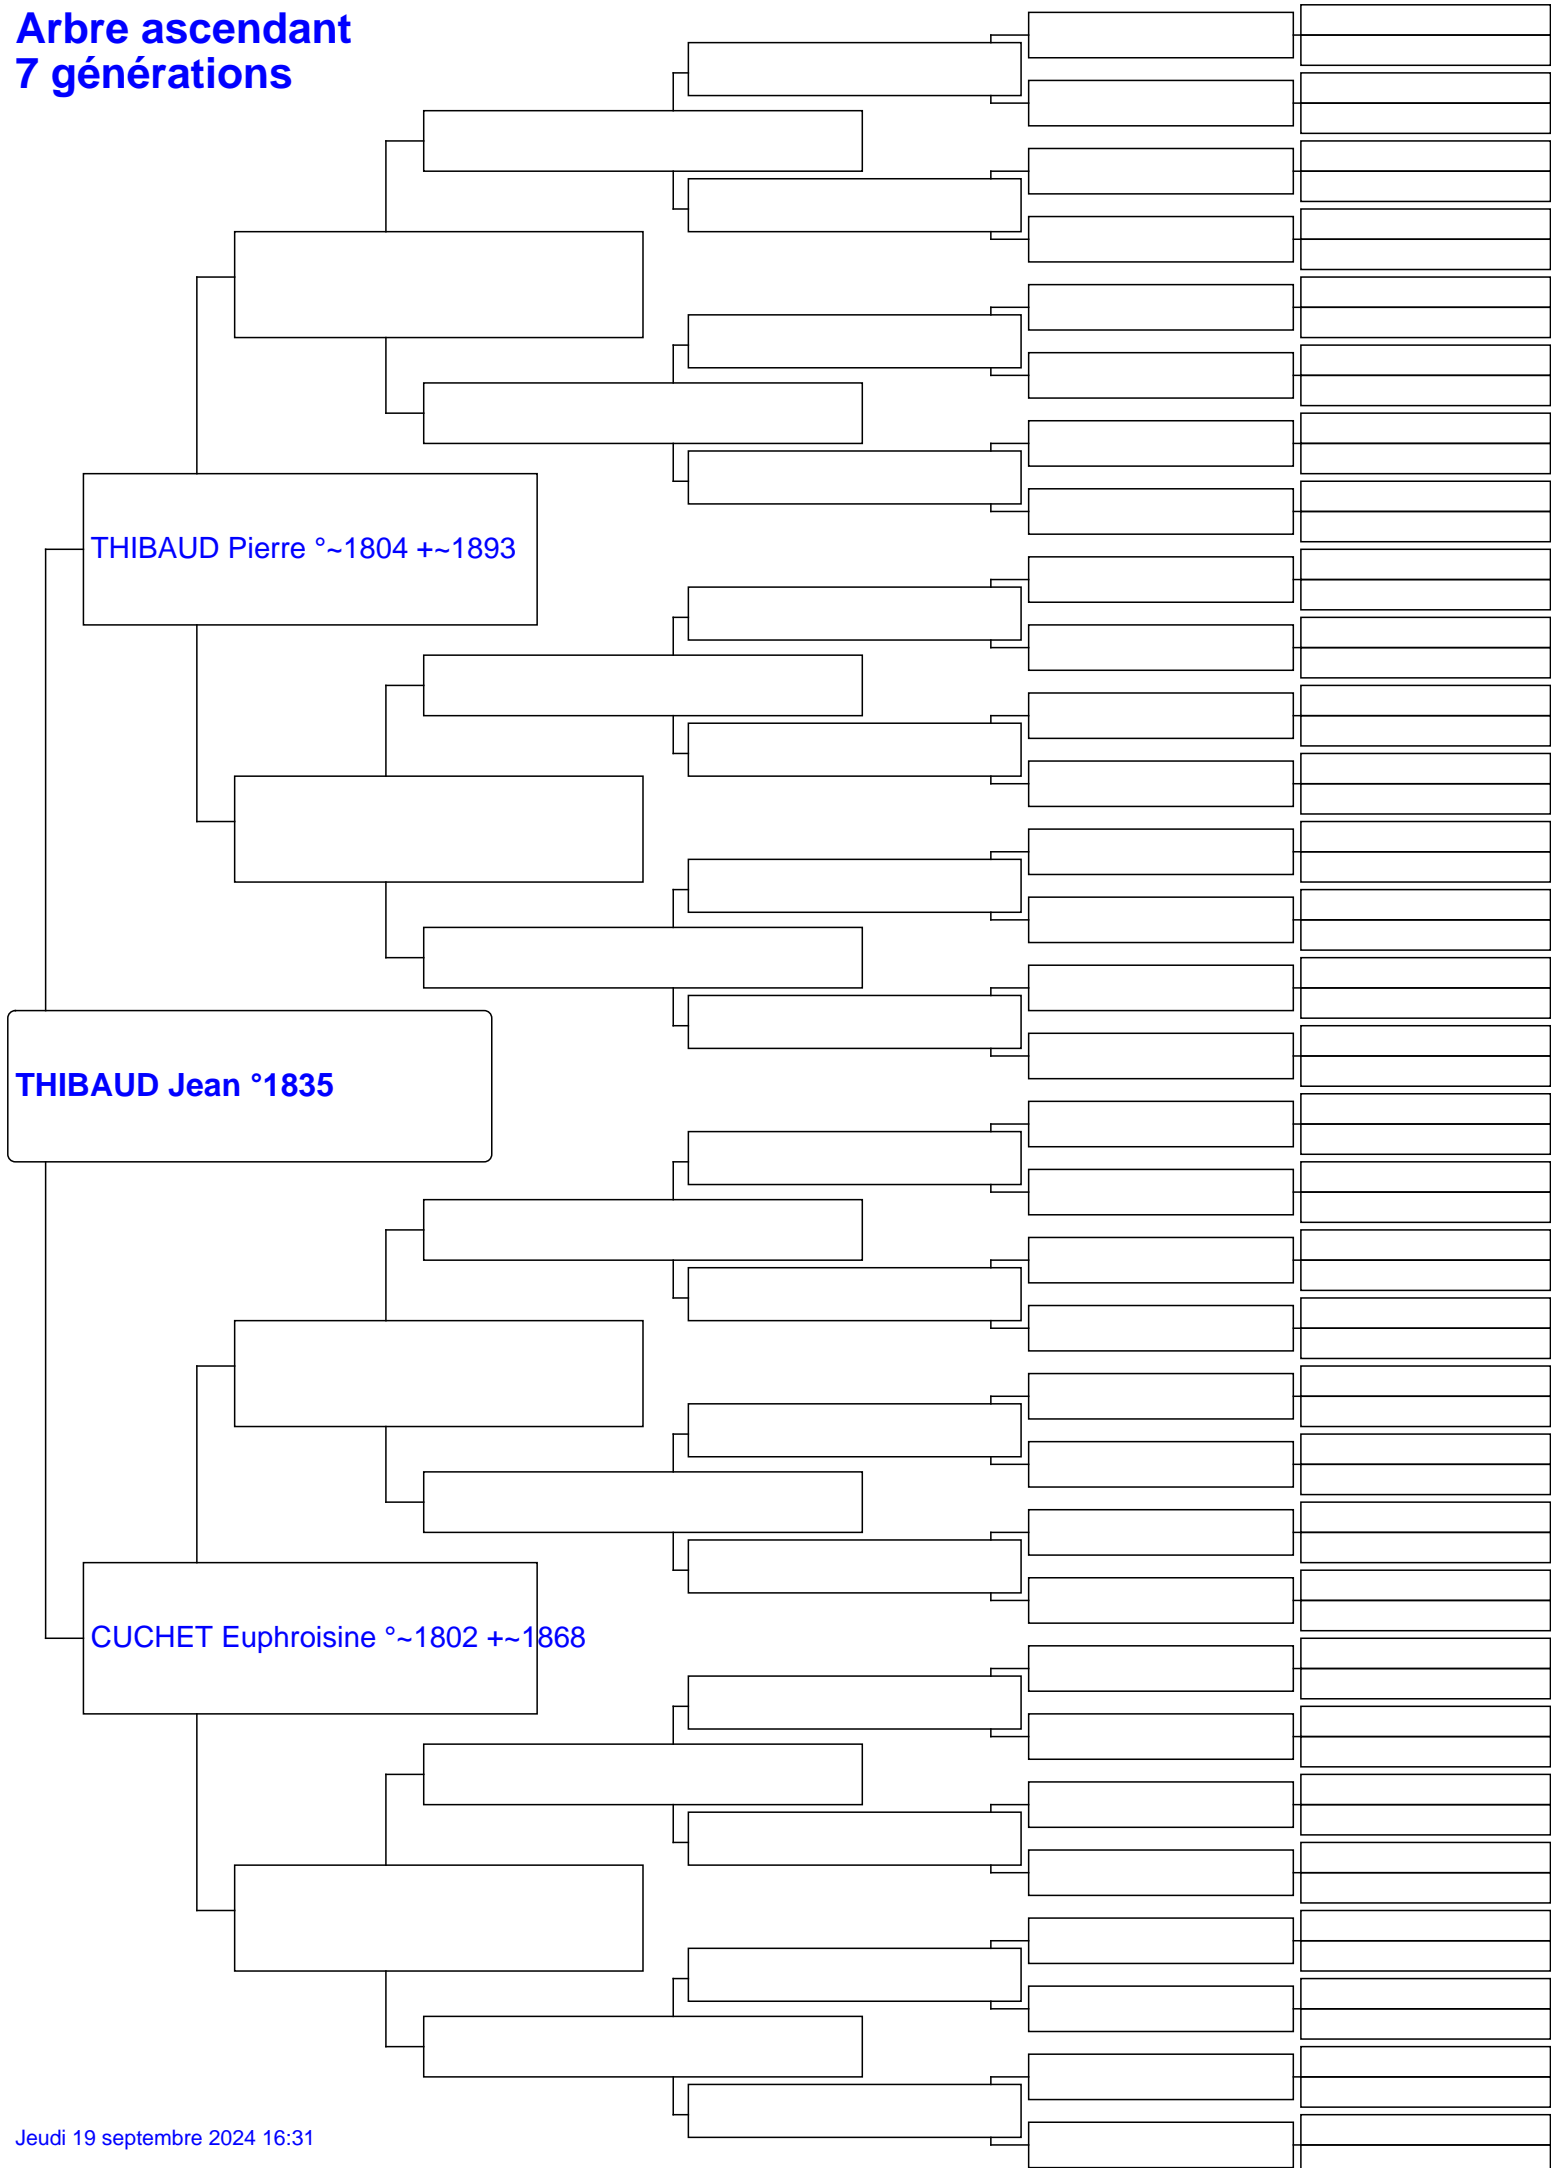 Arbre ascendant
7 générations
THIBAUD Pierre °~1804 +~1893
THIBAUD Jean °1835
CUCHET Euphroisine °~1802 +~1868
Jeudi 19 septembre 2024 16:31